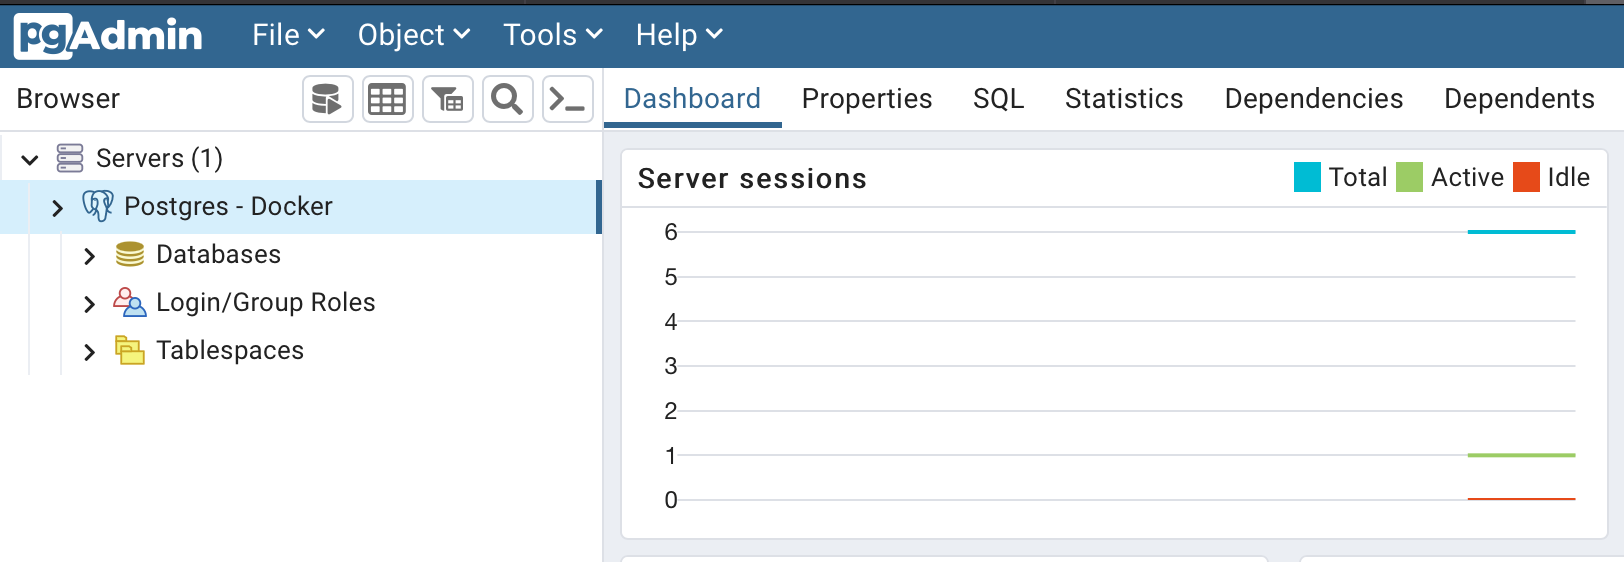 pgAdmin File Object Tools Help
Browser
Dashboard Properties SQL Statistics Dependencies Dependents
Servers (1)
Postgres - Docker
Databases
Login/Group Roles
Tablespaces
Server sessions
Total Active Idle
6
5
4
3
2
1
0